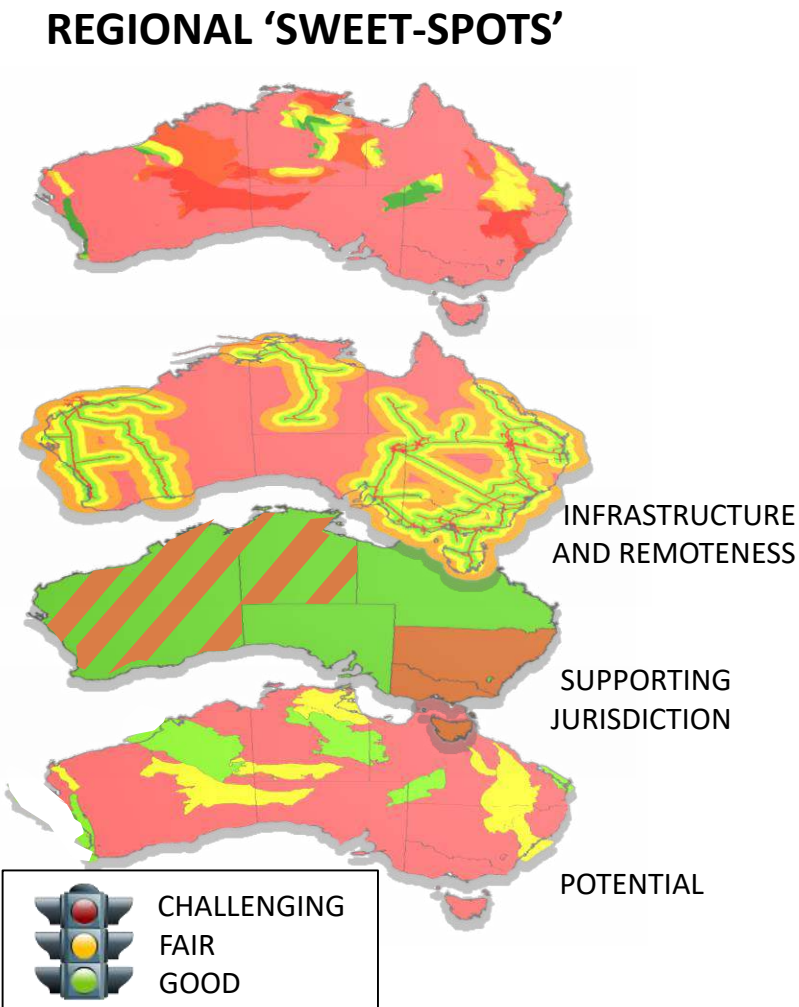 REGIONAL ‘SWEET-SPOTS’
INFRASTRUCTURE
AND REMOTENESS
SUPPORTING
JURISDICTION
POTENTIAL
CHALLENGING
FAIR
GOOD